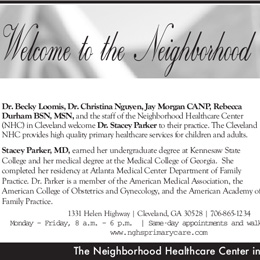 Welcome to the Neighborhood
Dr. Becky Loomis, Dr. Christina Nguyen, Jay Morgan CANP, Rebecca
Durham BSN, MSN, and the staff of the Neighborhood Healthcare Center
(NHC) in Cleveland welcome Dr. Stacey Parker to their practice. The Cleveland
NHC provides high quality primary healthcare services for children and adults.
Stacey Parker, MD, earned her undergraduate degree at Kennesaw State
College and her medical degree at the Medical College of Georgia. She
completed her residency at Atlanta Medical Center Department of Family
Practice. Dr. Parker is a member of the American Medical Association, the
American College of Obstetrics and Gynecology, and the American Academy of
Family Practice.
1331 Helen Highway | Cleveland, GA 30528 | 706-865-1234
Monday - Friday, 8 a.m. - 6 p.m. | Same-day appointments and walk
www.nghsprimarycare.com
The Neighborhood Healthcare Center in